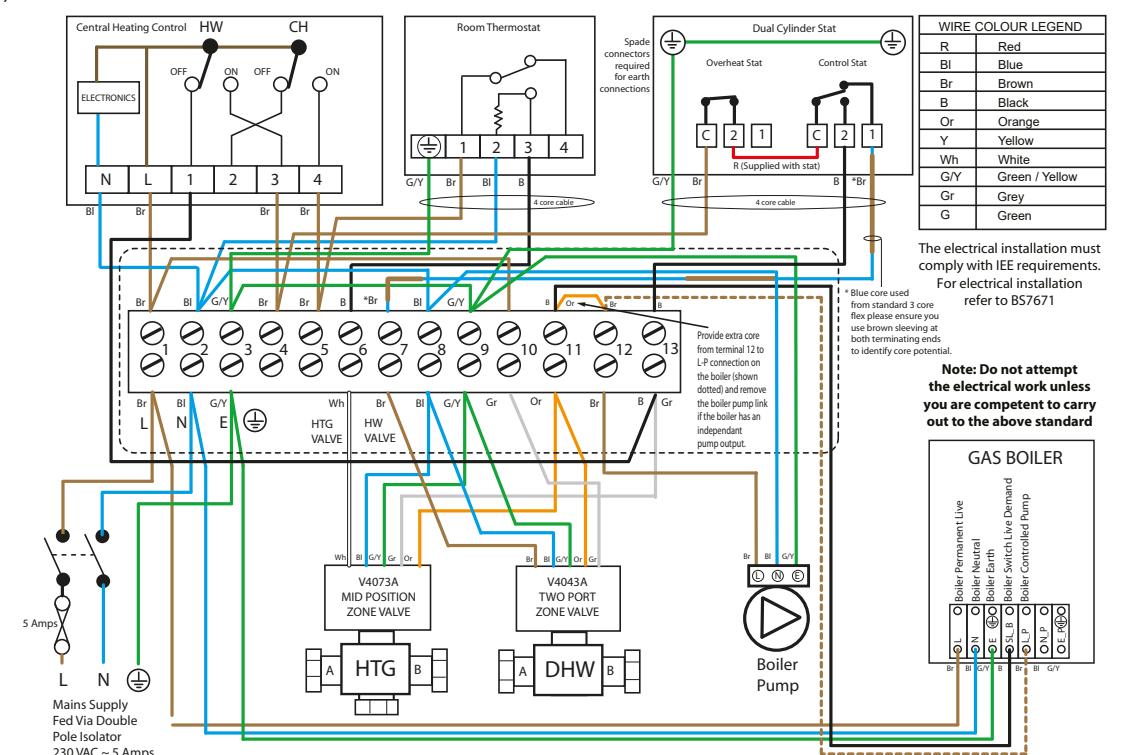 Central Heating Control
HW
CH
OFF
ON
OFF
ON
ELECTRONICS
N
L
1
2
3
4
Bl
Br
Br
Br
Room Thermostat
1
2
3
4
G/Y
Br
Bl
B
4 core cable
Spade
connectors
required
for earth
connections
Dual Cylinder Stat
Overheat Stat
Control Stat
C
2
1
C
2
1
R (Supplied with stat)
G/Y
Br
B
*Br
4 core cable
WIRE COLOUR LEGEND
R Red
Bl Blue
Br Brown
B Black
Or Orange
Y Yellow
Wh White
G/Y Green / Yellow
Gr Grey
G Green
The electrical installation must
comply with IEE requirements.
For electrical installation
refer to BS7671
* Blue core used
from standard 3 core
flex please ensure you
use brown sleeving at
both terminating ends
to identify core potential.
Note: Do not attempt
the electrical work unless
you are competent to carry
out to the above standard
Br
Bl
G/Y
Br
Br
B
*Br
Bl
G/Y
Br
B
Or
Br
B
1
2
3
4
5
6
7
8
9
10
11
12
13
Provide extra core
from terminal 12 to
L-P connection on
the boiler (shown
dotted) and remove
the boiler pump link
if the boiler has an
independant
pump output.
Br
Bl
G/Y
Wh
Br
Bl
G/Y
Gr
Or
Br
B
Gr
L
N
E
HTG
VALVE
HW
VALVE
5 Amps
L
N
Mains Supply
Fed Via Double
Pole Isolator
230 VAC ~ 5 Amps
Wh
Bl
G/Y
Gr
Or
V4073A
MID POSITION
ZONE VALVE
A
HTG
B
Br
Bl
G/Y
Or
Gr
V4043A
TWO PORT
ZONE VALVE
A
DHW
B
Br
Bl
G/Y
L
N
E
Boiler
Pump
GAS BOILER
Boiler Permanent Live
Boiler Neutral
Boiler Earth
Boiler Switch Live Demand
Boiler Controlled Pump
L
N
E
SL_B
L_P
N_P
E_P
Br
Bl
G/Y
B
Br
Bl
G/Y